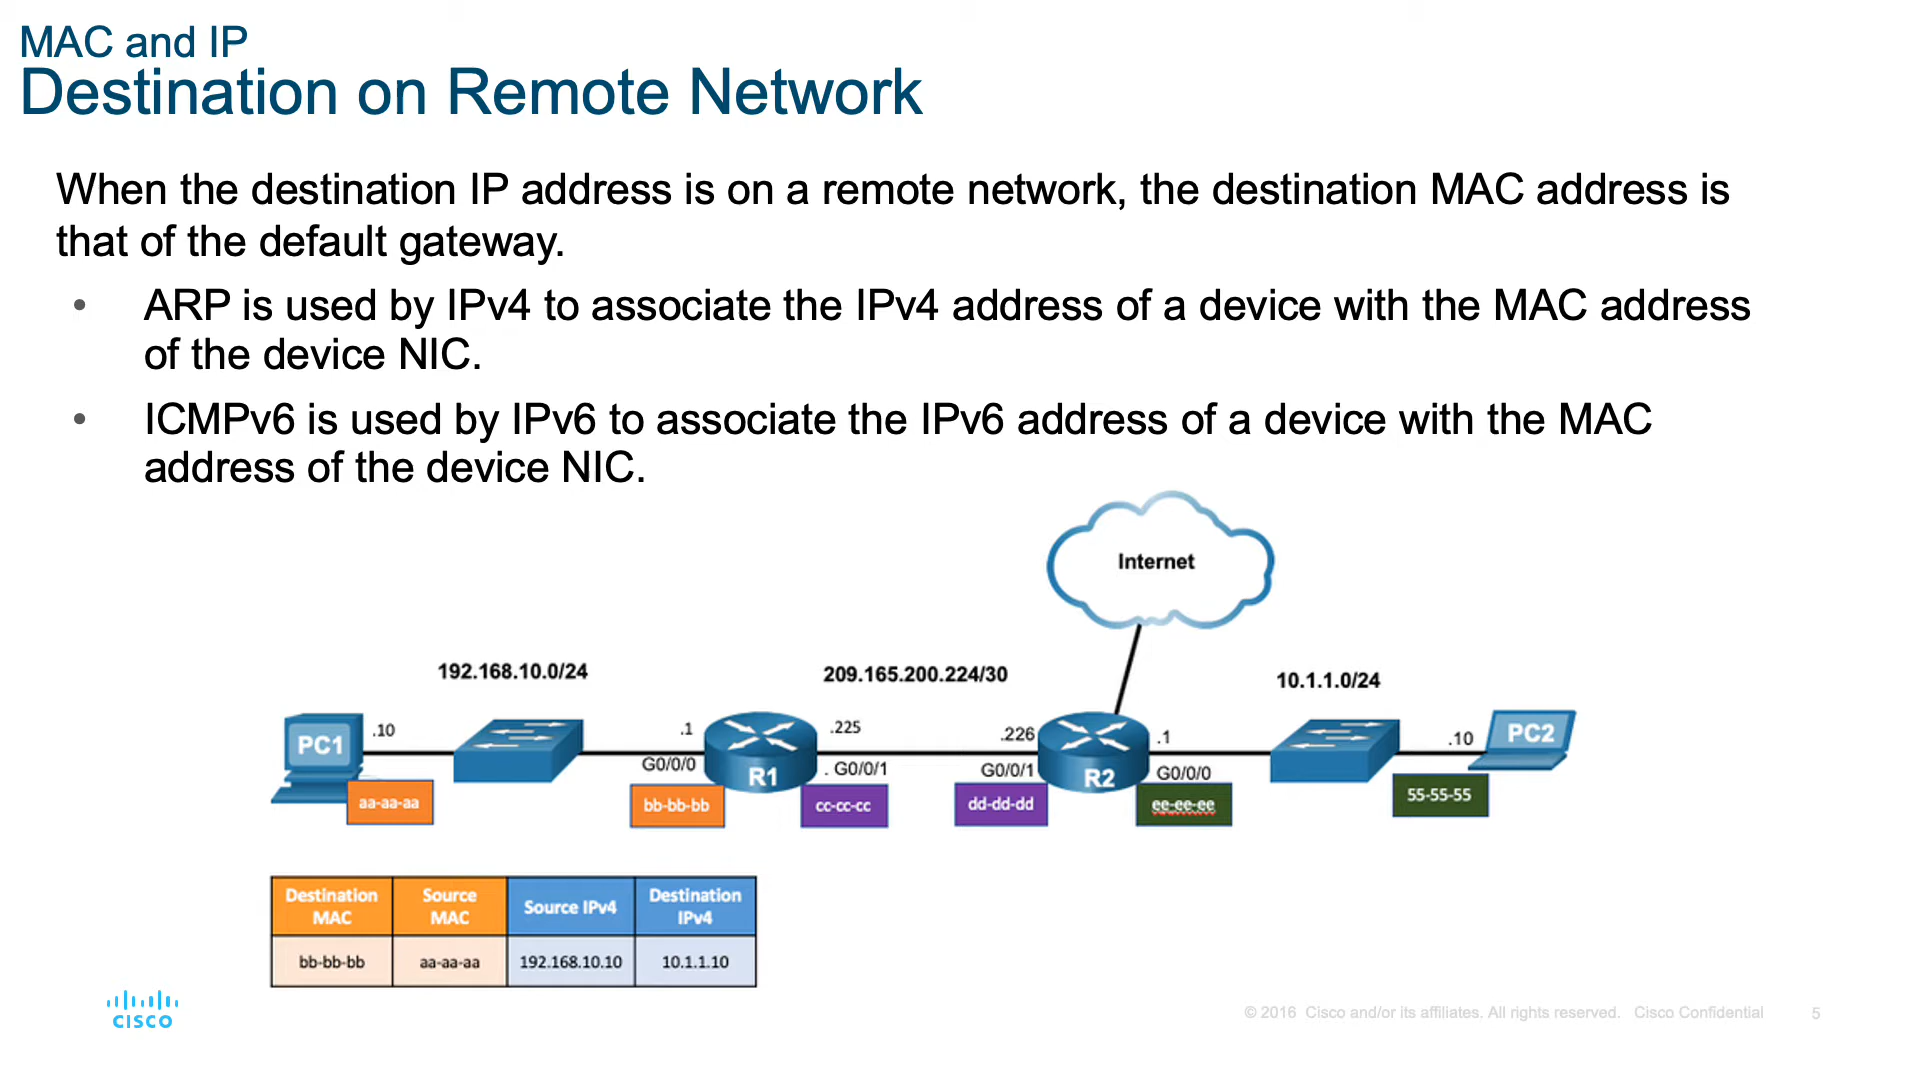 MAC and IP
Destination on Remote Network
When the destination IP address is on a remote network, the destination MAC address is
that of the default gateway.
• ARP is used by IPv4 to associate the IPv4 address of a device with the MAC address
of the device NIC.
• ICMPv6 is used by IPv6 to associate the IPv6 address of a device with the MAC
address of the device NIC.
Internet
192.168.10.0/24
209.165.200.224/30
10.1.1.0/24
PC1
.10
.1
G0/0/0
R1
.225
. G0/0/1
.226
G0/0/1
R2
.1
G0/0/0
.10
PC2
aa-aa-aa
bb-bb-bb
cc-cc-cc
dd-dd-dd
ee-ee-ee
55-55-55
Destination MAC Source MAC Source IPv4 Destination IPv4
bb-bb-bb aa-aa-aa 192.168.10.10 10.1.1.10
CISCO
© 2016 Cisco and/or its affiliates. All rights reserved. Cisco Confidential 5